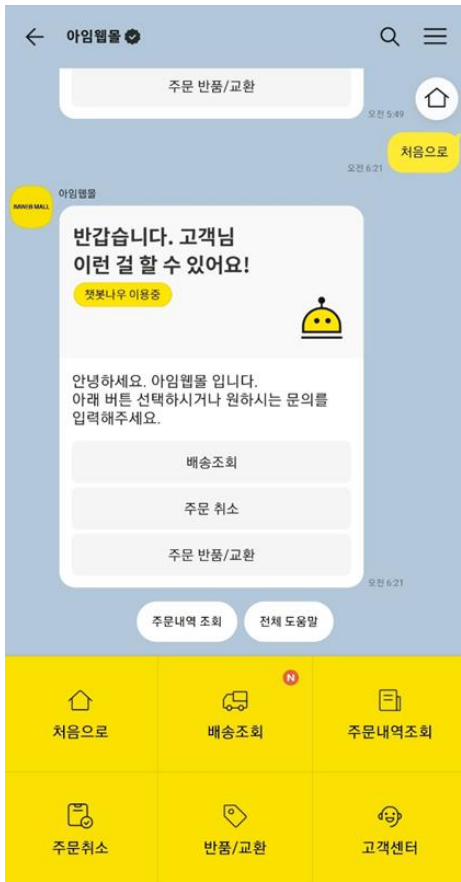 아임웹몰
주문 반품/교환
오전 5:49
처음으로
오전 6:21
아임웹몰
IMWEB MALL
반갑습니다. 고객님
이런 걸 할 수 있어요!
챗봇나우 이용중
안녕하세요. 아임웹몰 입니다.
아래 버튼 선택하시거나 원하시는 문의를
입력해주세요.
배송조회
주문 취소
주문 반품/교환
오전 6:21
주문내역 조회 전체 도움말
N
처음으로 배송조회 주문내역조회
주문취소 반품/교환 고객센터